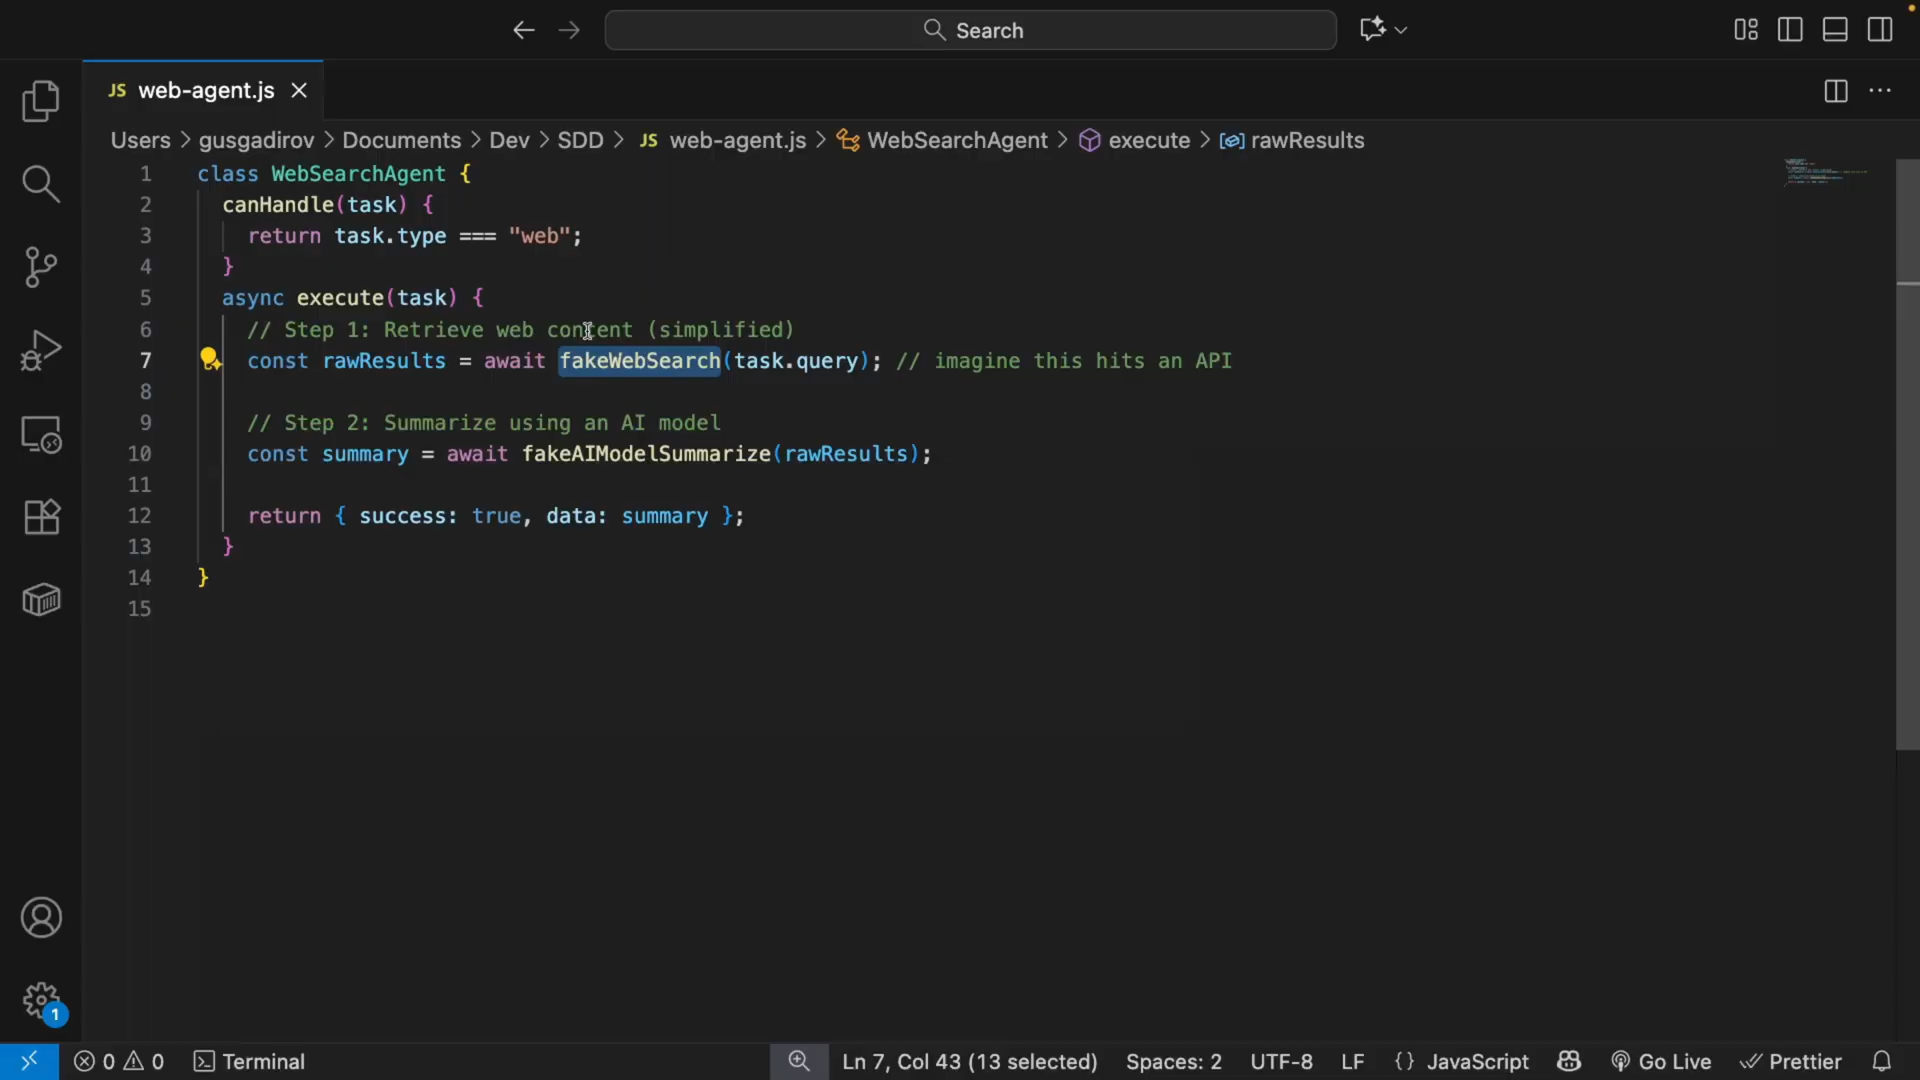 Search
JS web-agent.js
Users > gusgadirov > Documents > Dev > SDD > JS web-agent.js > WebSearchAgent > execute > rawResults
1 class WebSearchAgent {
2 canHandle(task) {
3 return task.type === "web";
4 }
5 async execute(task) {
6 // Step 1: Retrieve web content (simplified)
7 const rawResults = await fakeWebSearch(task.query); // imagine this hits an API
8
9 // Step 2: Summarize using an AI model
10 const summary = await fakeAIModelSummarize(rawResults);
11
12 return { success: true, data: summary };
13 }
14 }
15
1
0 0 Terminal Ln 7, Col 43 (13 selected) Spaces: 2 UTF-8 LF {} JavaScript Go Live Prettier